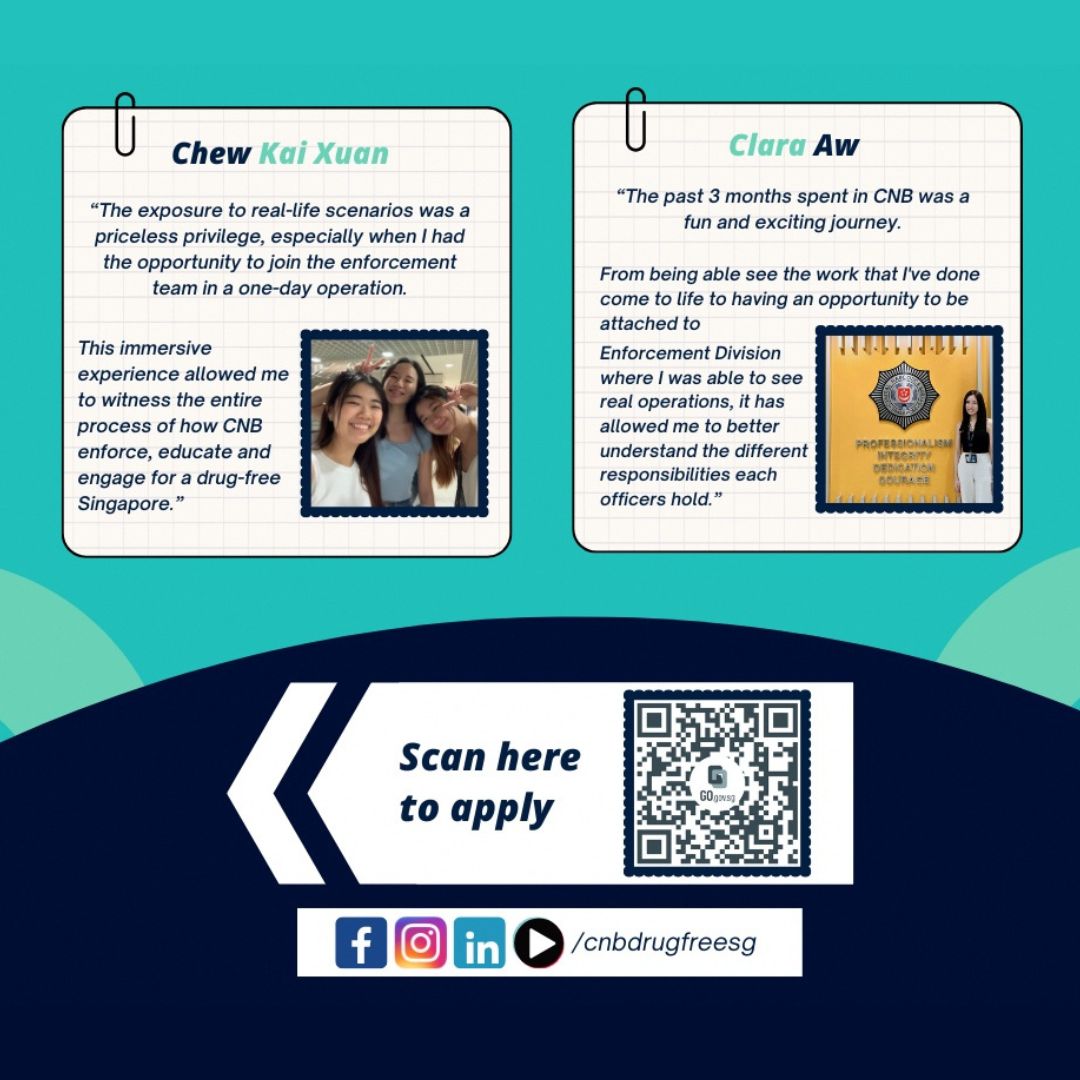 Chew Kai Xuan
“The exposure to real-life scenarios was a
priceless privilege, especially when I had
the opportunity to join the enforcement
team in a one-day operation.
This immersive
experience allowed me
to witness the entire
process of how CNB
enforce, educate and
engage for a drug-free
Singapore.”
Clara Aw
“The past 3 months spent in CNB was a
fun and exciting journey.
From being able see the work that I've done
come to life to having an opportunity to be
attached to
Enforcement Division
where I was able to see
real operations, it has
allowed me to better
understand the different
responsibilities each
officers hold.”
PROFESSIONALISM
INTEGRITY
DEDICATION
COURAGE
Scan here
to apply
GO.gov.sg
/cnbdrugfreesg